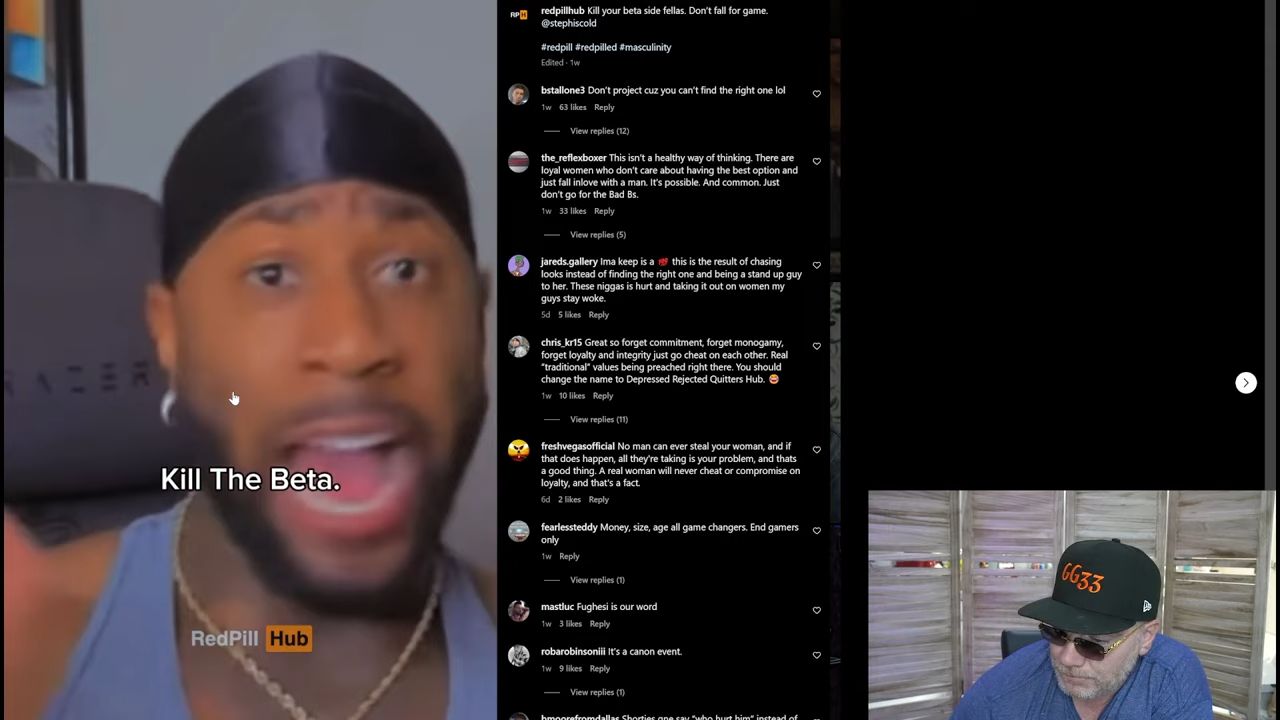 RPH
redpillhub Kill your beta side fellas. Don't fall for game.
@stephiscold
#redpill #redpilled #masculinity
Edited · 1w
bstallone3 Don't project cuz you can't find the right one lol
1w 63 likes Reply
View replies (12)
the_reflexboxer This isn't a healthy way of thinking. There are
loyal women who don't care about having the best option and
just fall inlove with a man. It's possible. And common. Just
don't go for the Bad Bs.
1w 33 likes Reply
View replies (5)
jareds.gallery Ima keep is a 💯 this is the result of chasing
looks instead of finding the right one and being a stand up guy
to her. These niggas is hurt and taking it out on women my
guys stay woke.
5d 5 likes Reply
chris_kr15 Great so forget commitment, forget monogamy,
forget loyalty and integrity just go cheat on each other. Real
“traditional” values being preached right there. You should
change the name to Depressed Rejected Quitters Hub. 😂
1w 10 likes Reply
View replies (11)
freshvegasofficial No man can ever steal your woman, and if
that does happen, all they're taking is your problem, and thats
a good thing. A real woman will never cheat or compromise on
loyalty, and that's a fact.
6d 2 likes Reply
fearlessteddy Money, size, age all game changers. End gamers
only
1w Reply
View replies (1)
mastluc Fughesi is our word
1w 3 likes Reply
robarobinsoniii It's a canon event.
1w 9 likes Reply
View replies (1)
bmoorefromdallas Shorties gne say “who hurt him” instead of
RAZER
Kill The Beta.
RedPill Hub
6633